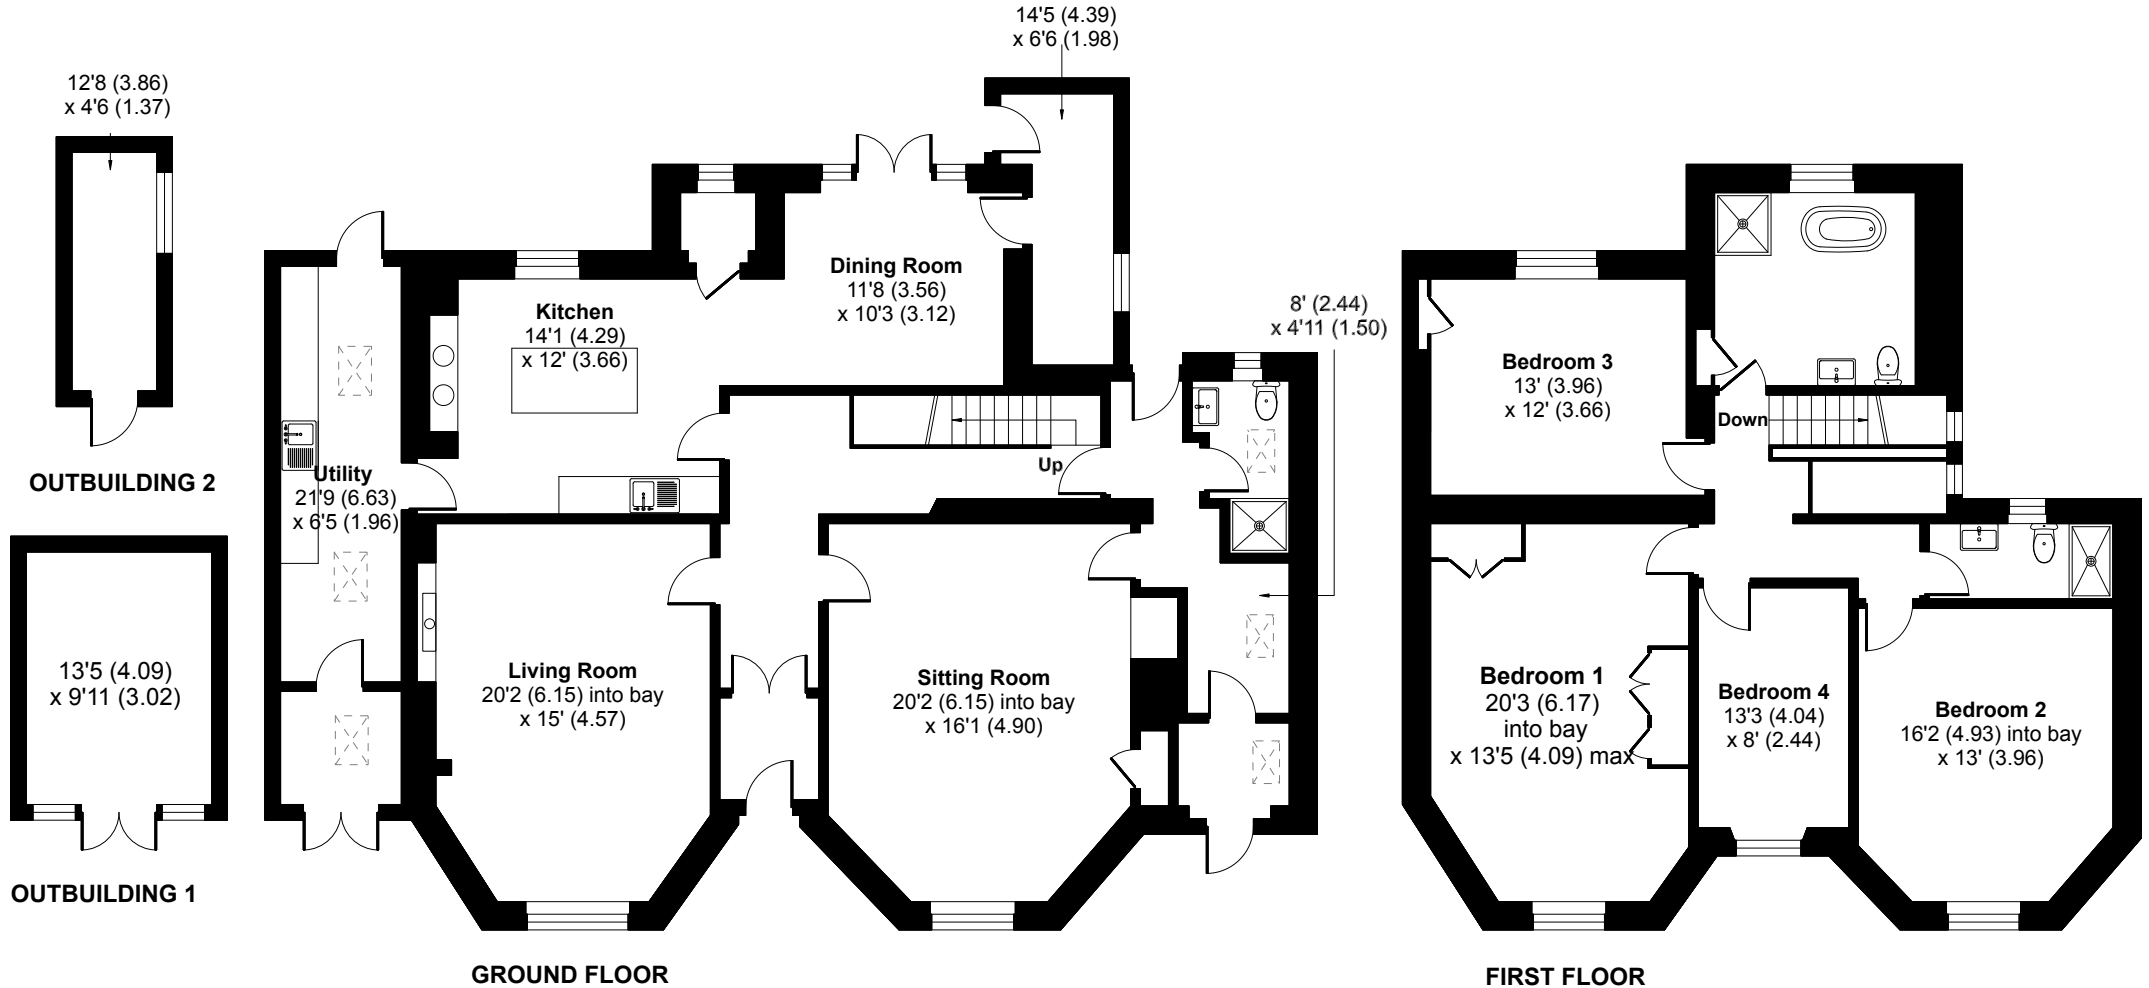 14'5 (4.39)
x 6'6 (1.98)
12'8 (3.86)
x 4'6 (1.37)
OUTBUILDING 2
Dining Room
11'8 (3.56)
x 10'3 (3.12)
Kitchen
14'1 (4.29)
x 12' (3.66)
8' (2.44)
x 4'11 (1.50)
Utility
21'9 (6.63)
x 6'5 (1.96)
Up
13'5 (4.09)
x 9'11 (3.02)
OUTBUILDING 1
Living Room
20'2 (6.15) into bay
x 15' (4.57)
Sitting Room
20'2 (6.15) into bay
x 16'1 (4.90)
GROUND FLOOR
Bedroom 3
13' (3.96)
x 12' (3.66)
Down
Bedroom 1
20'3 (6.17)
into bay
x 13'5 (4.09) max
Bedroom 4
13'3 (4.04)
x 8' (2.44)
Bedroom 2
16'2 (4.93) into bay
x 13' (3.96)
FIRST FLOOR